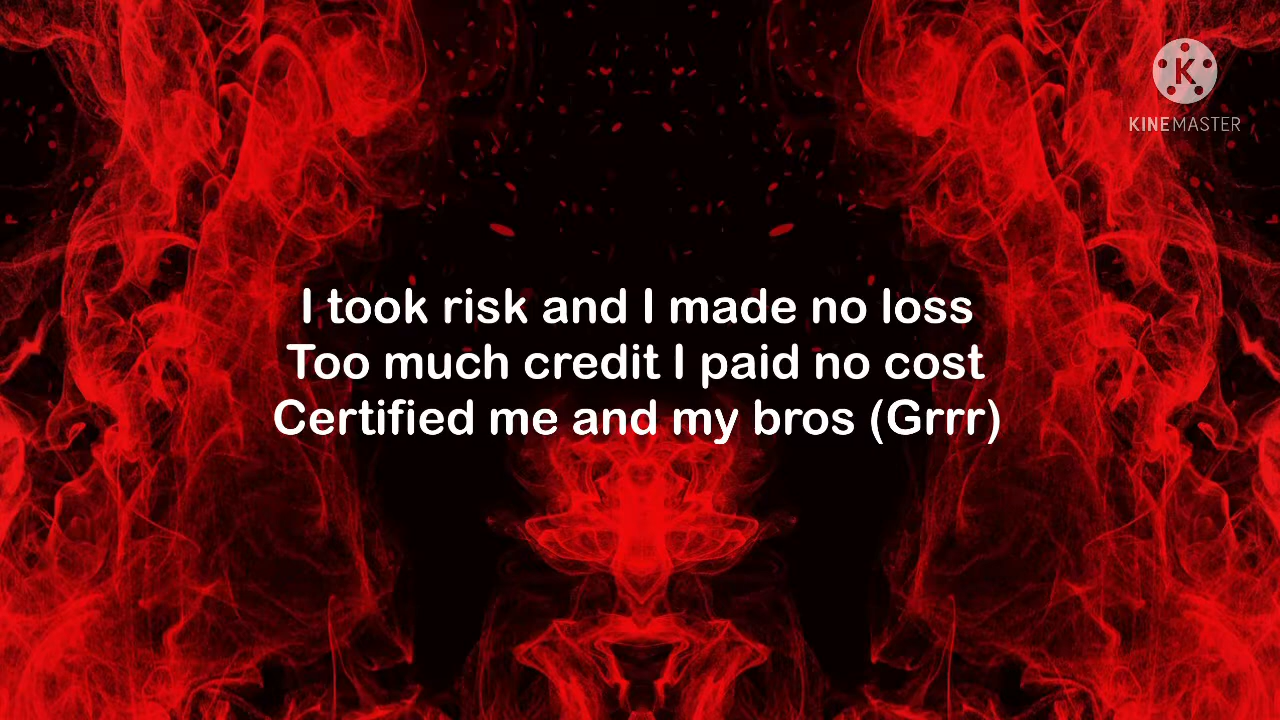 K
KINEMASTER
I took risk and I made no loss
Too much credit I paid no cost
Certified me and my bros (Grrr)